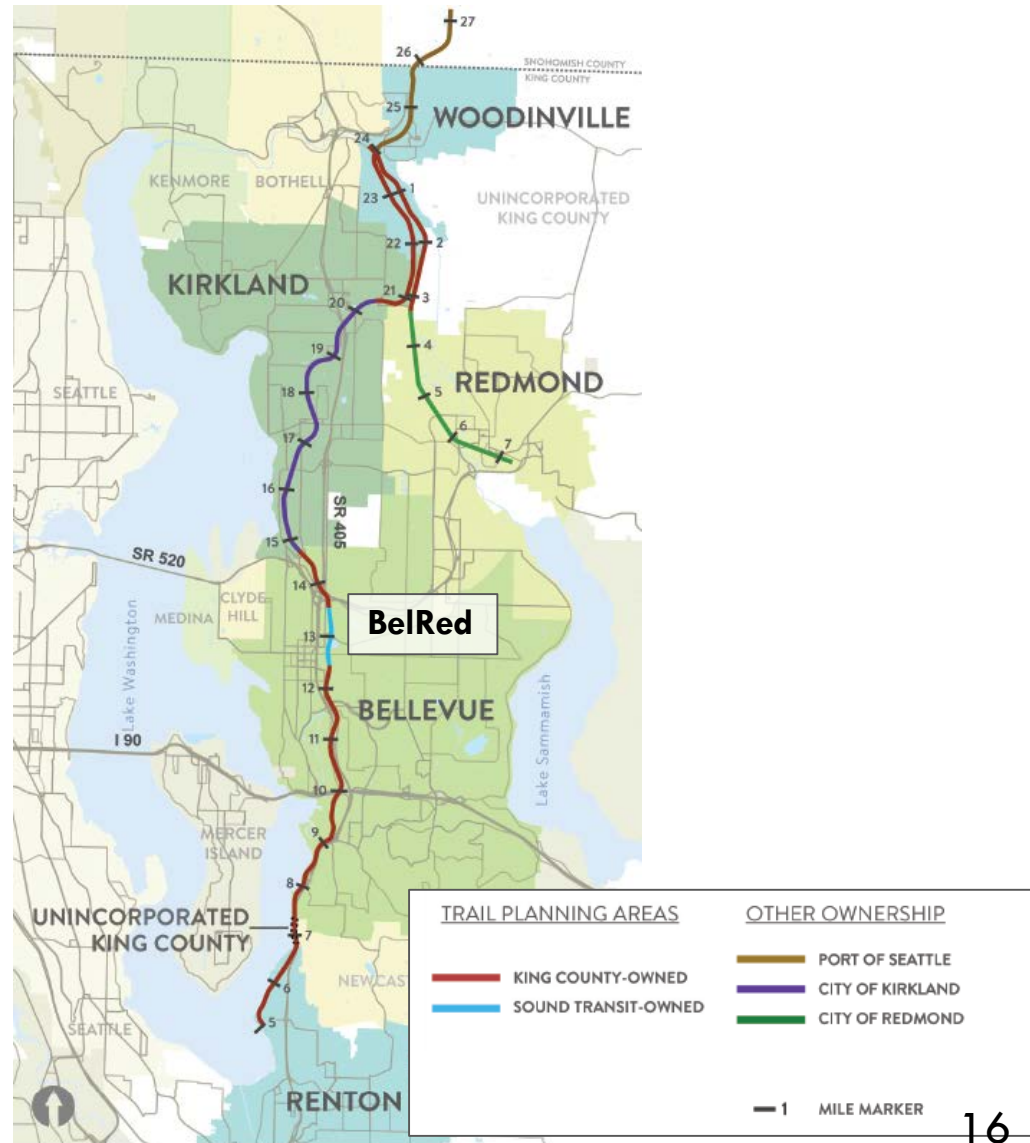 27
26
SNOHOMISH COUNTY
KING COUNTY
25
WOODINVILLE
24
KENMORE
BOTHELL
23
1
UNINCORPORATED
KING COUNTY
22
2
KIRKLAND
21
3
20
4
19
REDMOND
SEATTLE
18
5
17
6
7
16
SR 405
15
SR 520
14
CLYDE
HILL
MEDINA
BelRed
13
Lake Washington
12
BELLEVUE
Lake Sammamish
I 90
11
10
MERCER
ISLAND
9
8
UNINCORPORATED
KING COUNTY
7
NEWCAS
6
5
SEATTLE
RENTON
TRAIL PLANNING AREAS
KING COUNTY-OWNED
SOUND TRANSIT-OWNED
OTHER OWNERSHIP
PORT OF SEATTLE
CITY OF KIRKLAND
CITY OF REDMOND
1 MILE MARKER
16